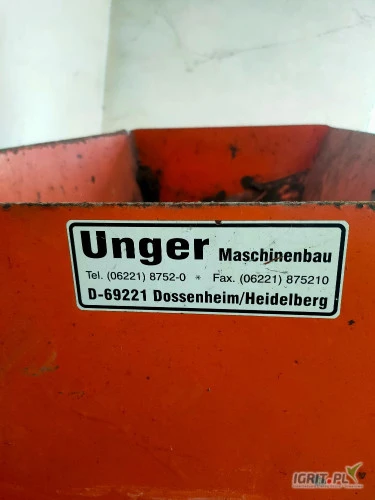 Unger Maschinenbau
Tel. (06221) 8752-0 * Fax. (06221) 875210
D-69221 Dossenheim/Heidelberg
IGRIT.PL